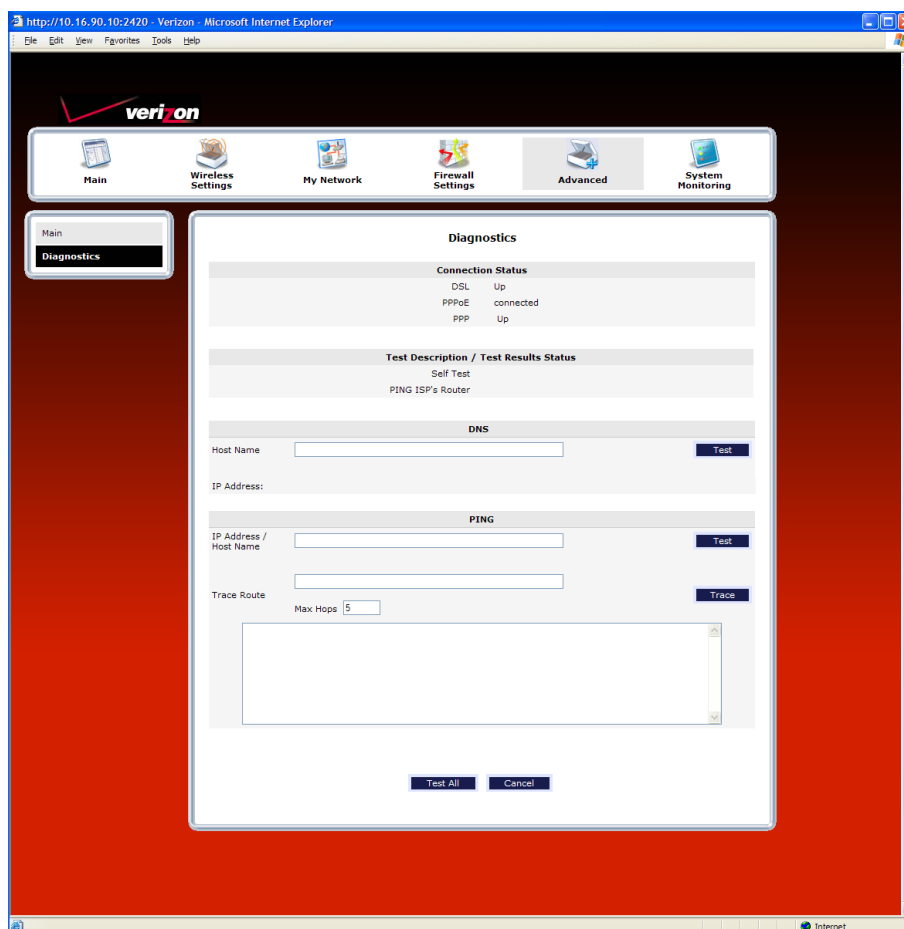 http://10.16.90.10:2420 - Verizon - Microsoft Internet Explorer
File Edit View Favorites Tools Help
verizon
Main
Wireless Settings
My Network
Firewall Settings
Advanced
System Monitoring
Main
Diagnostics
Diagnostics
Connection Status
DSL Up
PPPoE connected
PPP Up
Test Description / Test Results Status
Self Test
PING ISP's Router
DNS
Host Name Test
IP Address:
PING
IP Address / Host Name Test
Trace Route Trace
Max Hops 5
Test All Cancel
Internet